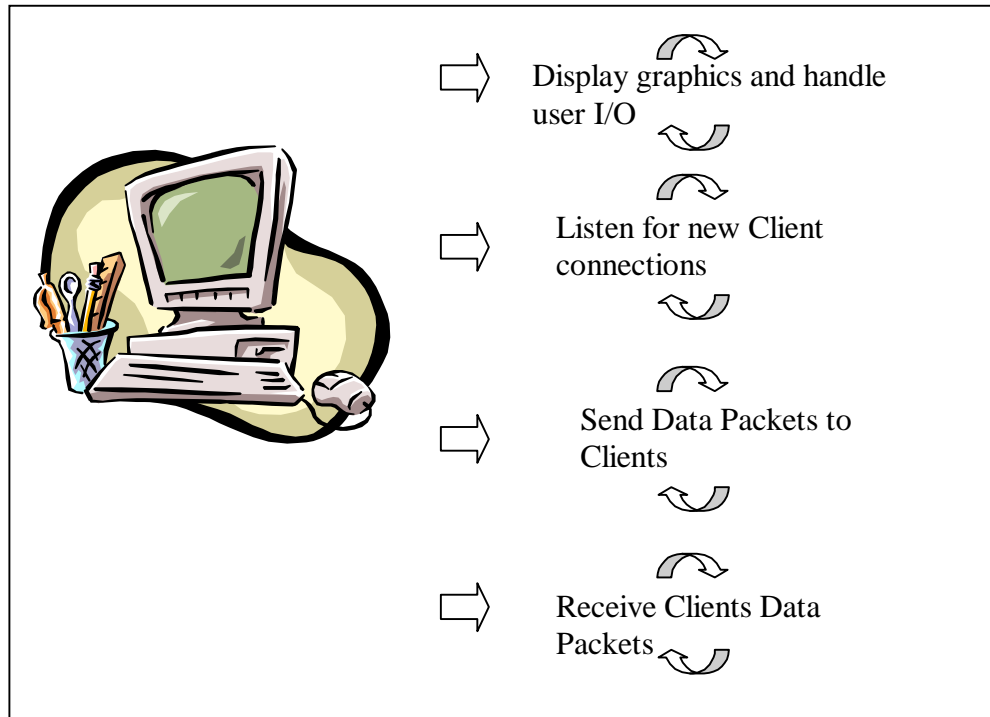 Display graphics and handle
user I/O
Listen for new Client
connections
Send Data Packets to
Clients
Receive Clients Data
Packets